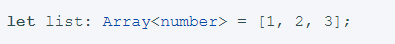 let list: Array<number> = [1, 2, 3];